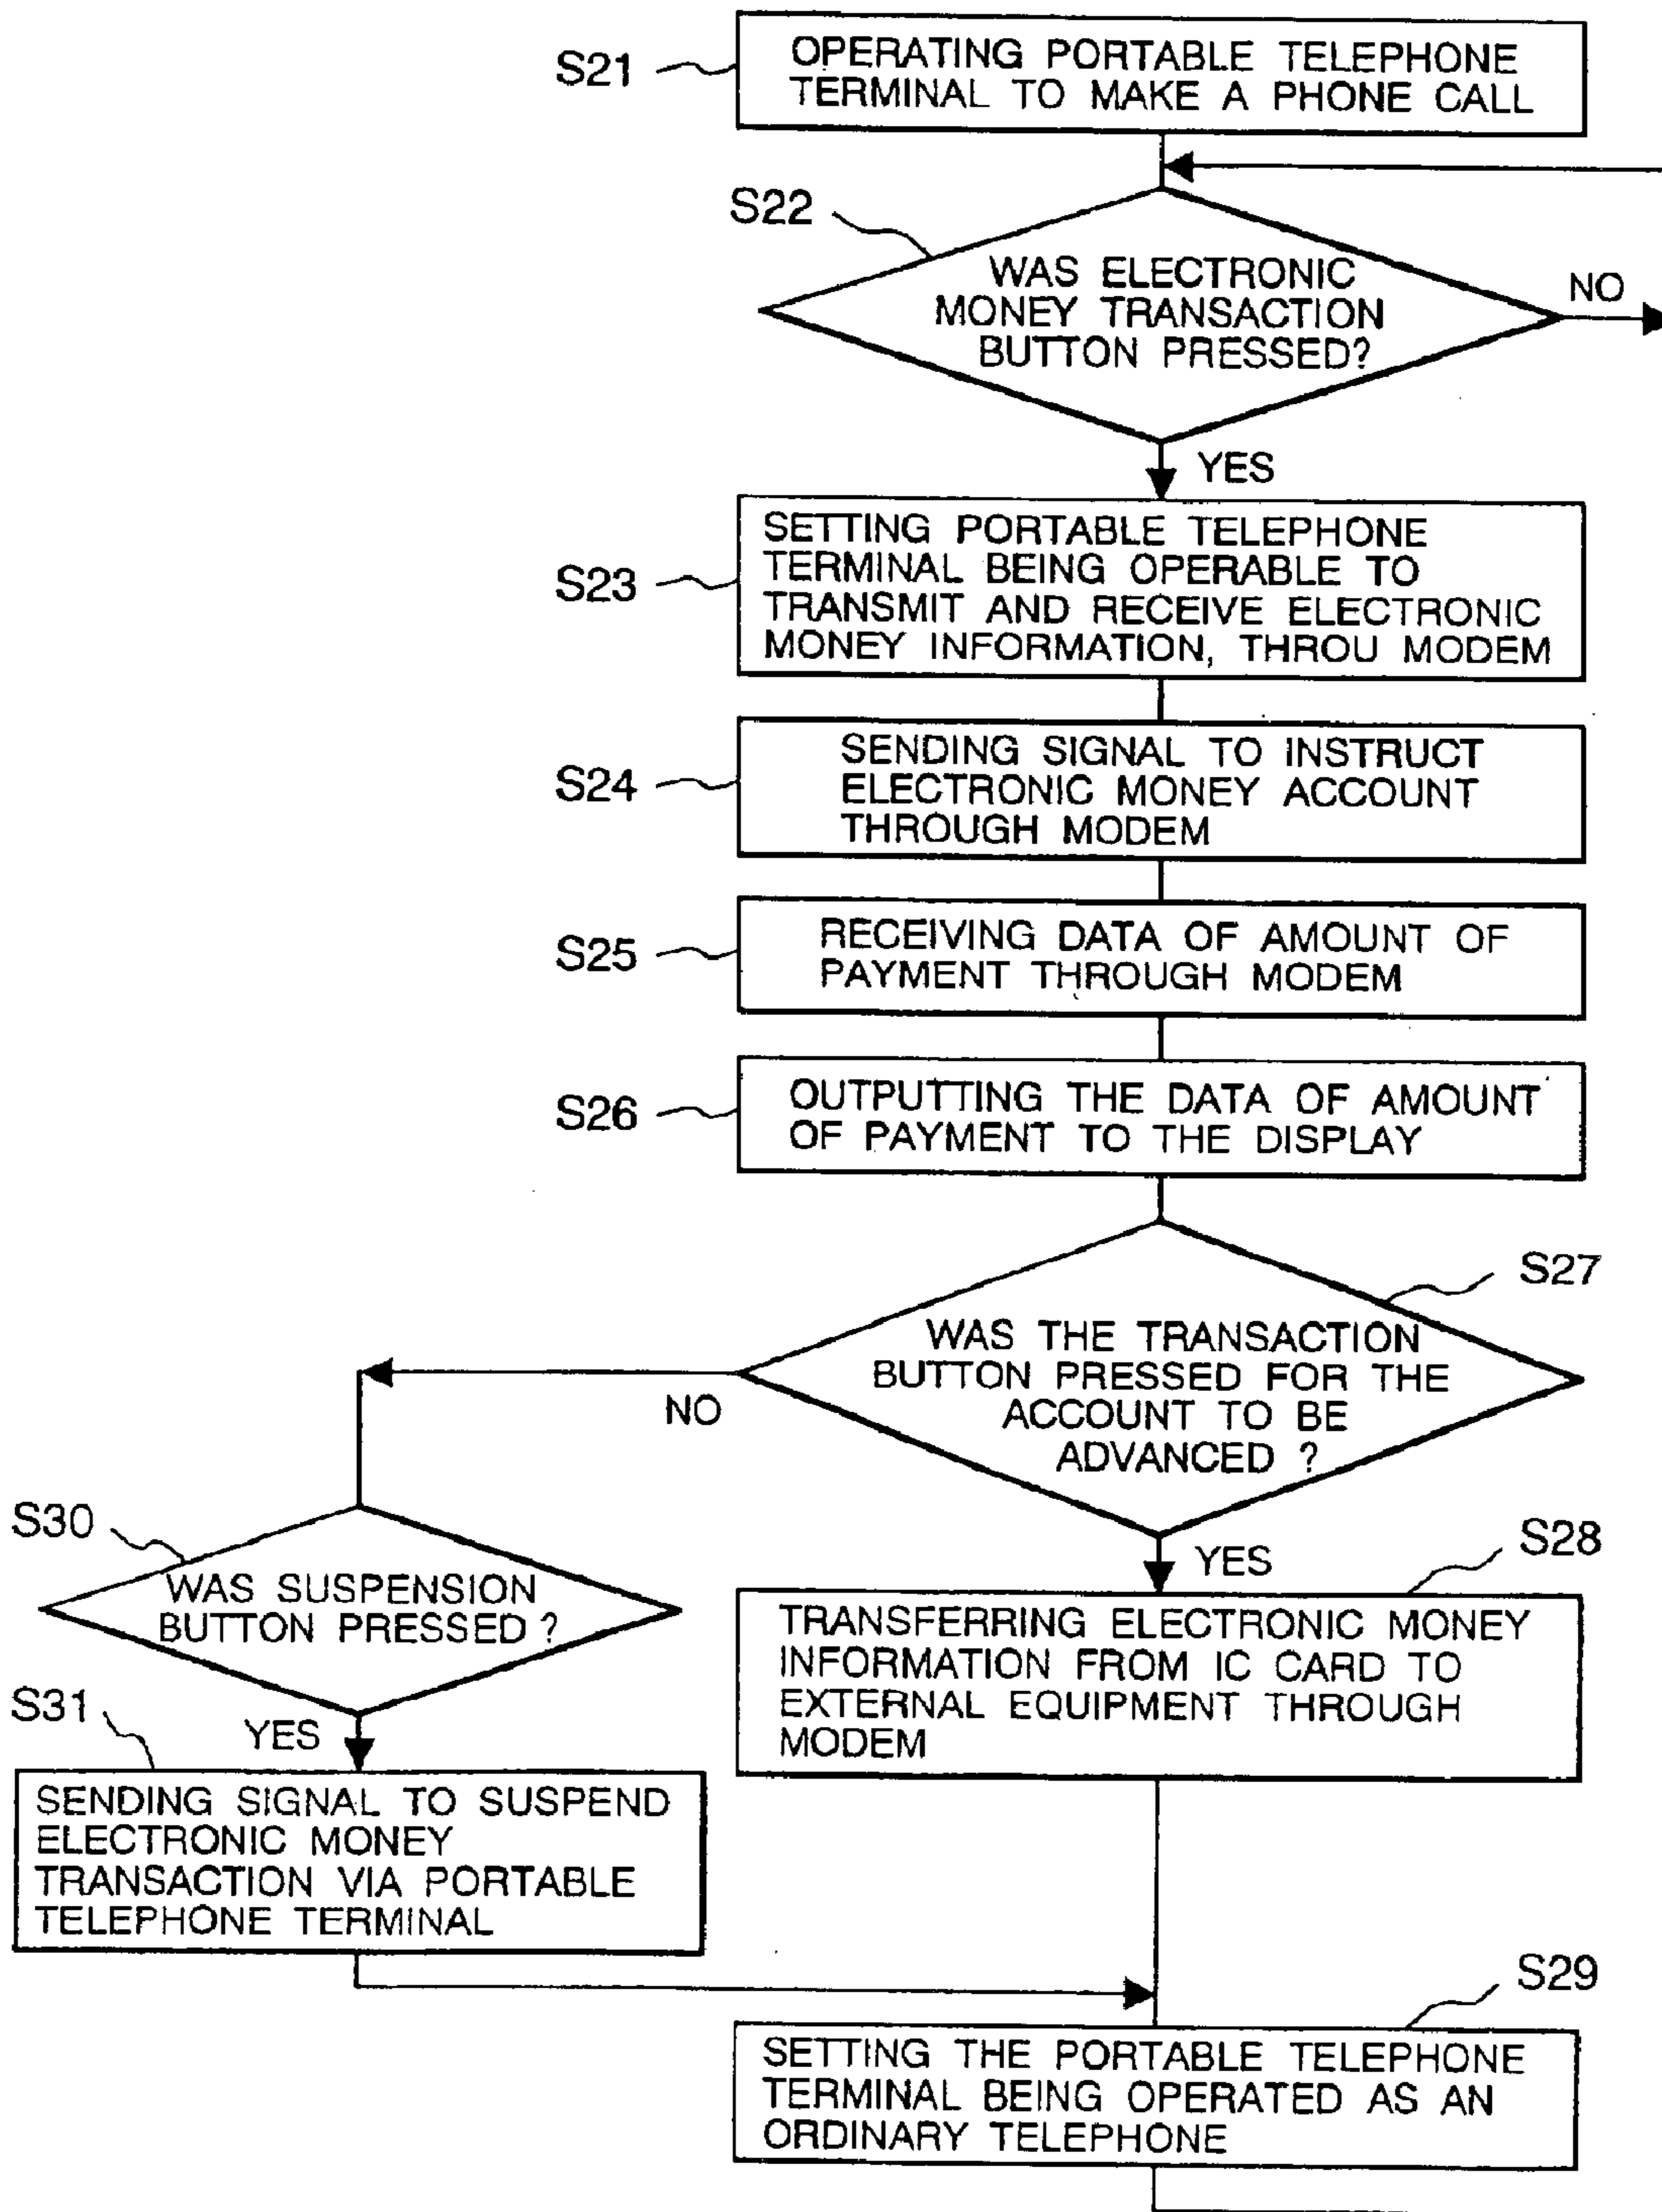 S21
OPERATING PORTABLE TELEPHONE
TERMINAL TO MAKE A PHONE CALL
S22
WAS ELECTRONIC
MONEY TRANSACTION
BUTTON PRESSED?
NO
YES
S23
SETTING PORTABLE TELEPHONE
TERMINAL BEING OPERABLE TO
TRANSMIT AND RECEIVE ELECTRONIC
MONEY INFORMATION, THROU MODEM
S24
SENDING SIGNAL TO INSTRUCT
ELECTRONIC MONEY ACCOUNT
THROUGH MODEM
S25
RECEIVING DATA OF AMOUNT OF
PAYMENT THROUGH MODEM
S26
OUTPUTTING THE DATA OF AMOUNT
OF PAYMENT TO THE DISPLAY
S27
WAS THE TRANSACTION
BUTTON PRESSED FOR THE
ACCOUNT TO BE
ADVANCED ?
NO
YES
S30
WAS SUSPENSION
BUTTON PRESSED ?
YES
S28
TRANSFERRING ELECTRONIC MONEY
INFORMATION FROM IC CARD TO
EXTERNAL EQUIPMENT THROUGH
MODEM
S31
SENDING SIGNAL TO SUSPEND
ELECTRONIC MONEY
TRANSACTION VIA PORTABLE
TELEPHONE TERMINAL
S29
SETTING THE PORTABLE TELEPHONE
TERMINAL BEING OPERATED AS AN
ORDINARY TELEPHONE